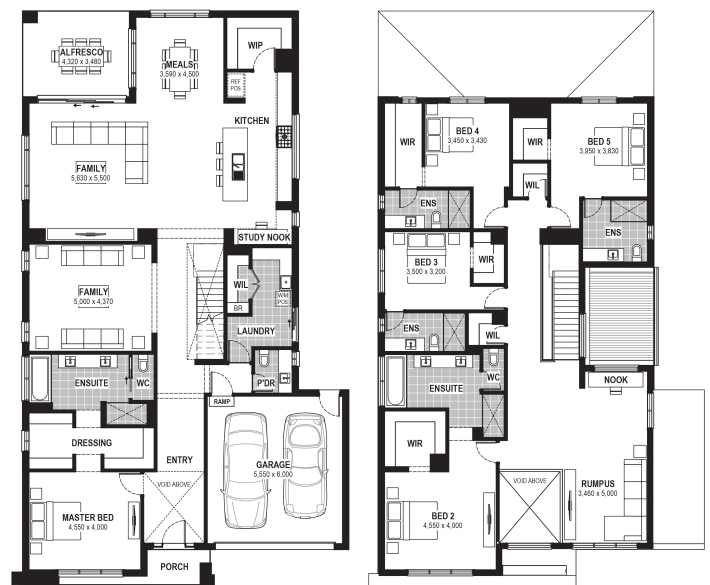 ALFRESCO
4,320 x 3,480
MEALS
3,590 x 4,500
WIP
REF
POS
KITCHEN
FAMILY
5,630 x 5,500
STUDY NOOK
FAMILY
5,000 x 4,370
WIL
BR
W/M
POS
LAUNDRY
ENSUITE
WC
P'DR
RAMP
DRESSING
ENTRY
GARAGE
5,550 x 6,000
VOID ABOVE
MASTER BED
4,550 x 4,000
PORCH
WIR
BED 4
3,450 x 3,430
WIR
BED 5
3,950 x 3,830
WIL
ENS
ENS
BED 3
3,500 x 3,200
WIR
ENS
WIL
ENSUITE
WC
NOOK
WIR
VOID ABOVE
RUMPUS
3,460 x 5,000
BED 2
4,550 x 4,000